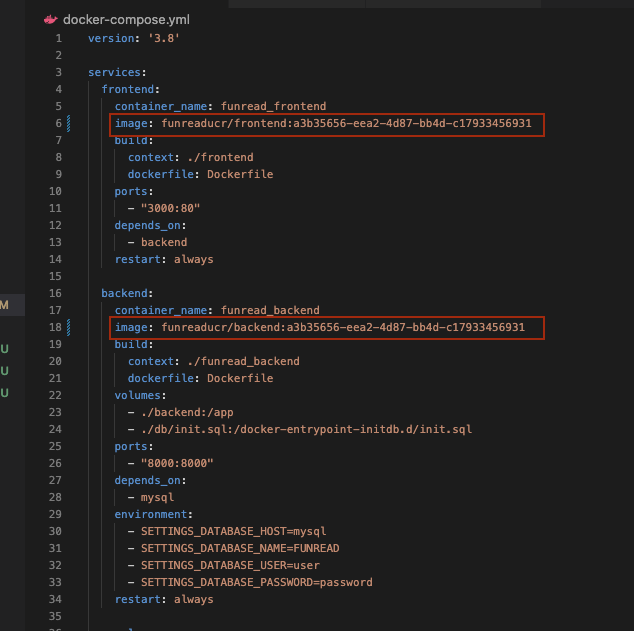 docker-compose.yml
1 version: '3.8'
2
3 services:
4 frontend:
5 container_name: funread_frontend
6 image: funreaducr/frontend:a3b35656-eea2-4d87-bb4d-c17933456931
7 build:
8 context: ./frontend
9 dockerfile: Dockerfile
10 ports:
11 - "3000:80"
12 depends_on:
13 - backend
14 restart: always
15
16 backend:
M
17 container_name: funread_backend
18 image: funreaducr/backend:a3b35656-eea2-4d87-bb4d-c17933456931
19 build:
U
20 context: ./funread_backend
21 dockerfile: Dockerfile
U
22 volumes:
U
23 - ./backend:/app
24 - ./db/init.sql:/docker-entrypoint-initdb.d/init.sql
25 ports:
26 - "8000:8000"
27 depends_on:
28 - mysql
29 environment:
30 - SETTINGS_DATABASE_HOST=mysql
31 - SETTINGS_DATABASE_NAME=FUNREAD
32 - SETTINGS_DATABASE_USER=user
33 - SETTINGS_DATABASE_PASSWORD=password
34 restart: always
35